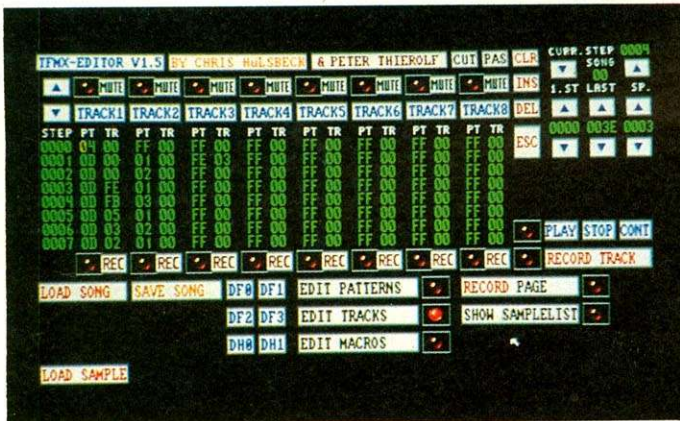 TFMX-EDITOR V1.5 BY CHRIS HuLSBECK & PETER THIEROLF CUT PAS CLR
CURR.STEP 0004
SONG
00
MUTE MUTE MUTE MUTE MUTE MUTE MUTE MUTE INS
1.ST LAST SP.
TRACK1 TRACK2 TRACK3 TRACK4 TRACK5 TRACK6 TRACK7 TRACK8 DEL
0000 003E 0003
STEP PT TR PT TR PT TR PT TR PT TR PT TR PT TR PT TR ESC
0000 04 00 FF 00 FF 00 FF 00 FF 00 FF 00 FF 00 FF 00
0001 0D 00 01 0B FE 03 FF 00 FF 00 FF 00 FF 00 FF 00
0002 0D 00 02 00 FF 00 FF 00 FF 00 FF 00 FF 00 FF 00
0003 0D FE 01 00 FF 00 FF 00 FF 00 FF 00 FF 00 FF 00
0004 0D FB 03 00 FF 00 FF 00 FF 00 FF 00 FF 00 FF 00
0005 0D 05 01 00 FF 00 FF 00 FF 00 FF 00 FF 00 FF 00
0006 0D 03 02 00 FF 00 FF 00 FF 00 FF 00 FF 00 FF 00
0007 0D 02 01 00 FF 00 FF 00 FF 00 FF 00 FF 00 FF 00
PLAY STOP CONT
REC REC REC REC REC REC REC REC RECORD TRACK
LOAD SONG SAVE SONG DF0 DF1 EDIT PATTERNS RECORD PAGE
DF2 DF3 EDIT TRACKS SHOW SAMPLELIST
DH0 DH1 EDIT MACROS
LOAD SAMPLE